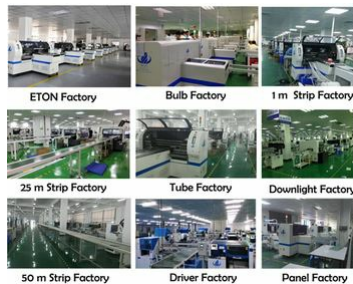 ETON Factory
Bulb Factory
1 m Strip Factory
25 m Strip Factory
Tube Factory
Downlight Factory
50 m Strip Factory
Driver Factory
Panel Factory